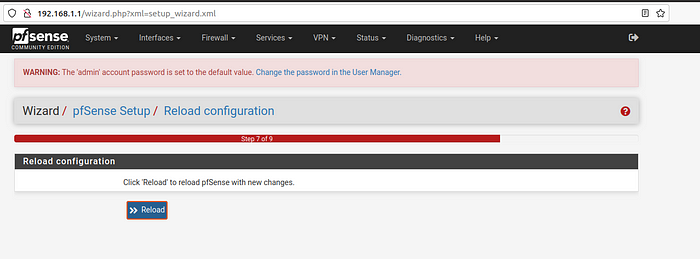 192.168.1.1/wizard.php?xml=setup_wizard.xml
pfsense COMMUNITY EDITION System Interfaces Firewall Services VPN Status Diagnostics Help
WARNING: The 'admin' account password is set to the default value. Change the password in the User Manager.
Wizard / pfSense Setup / Reload configuration
Step 7 of 9
Reload configuration
Click 'Reload' to reload pfSense with new changes.
Reload